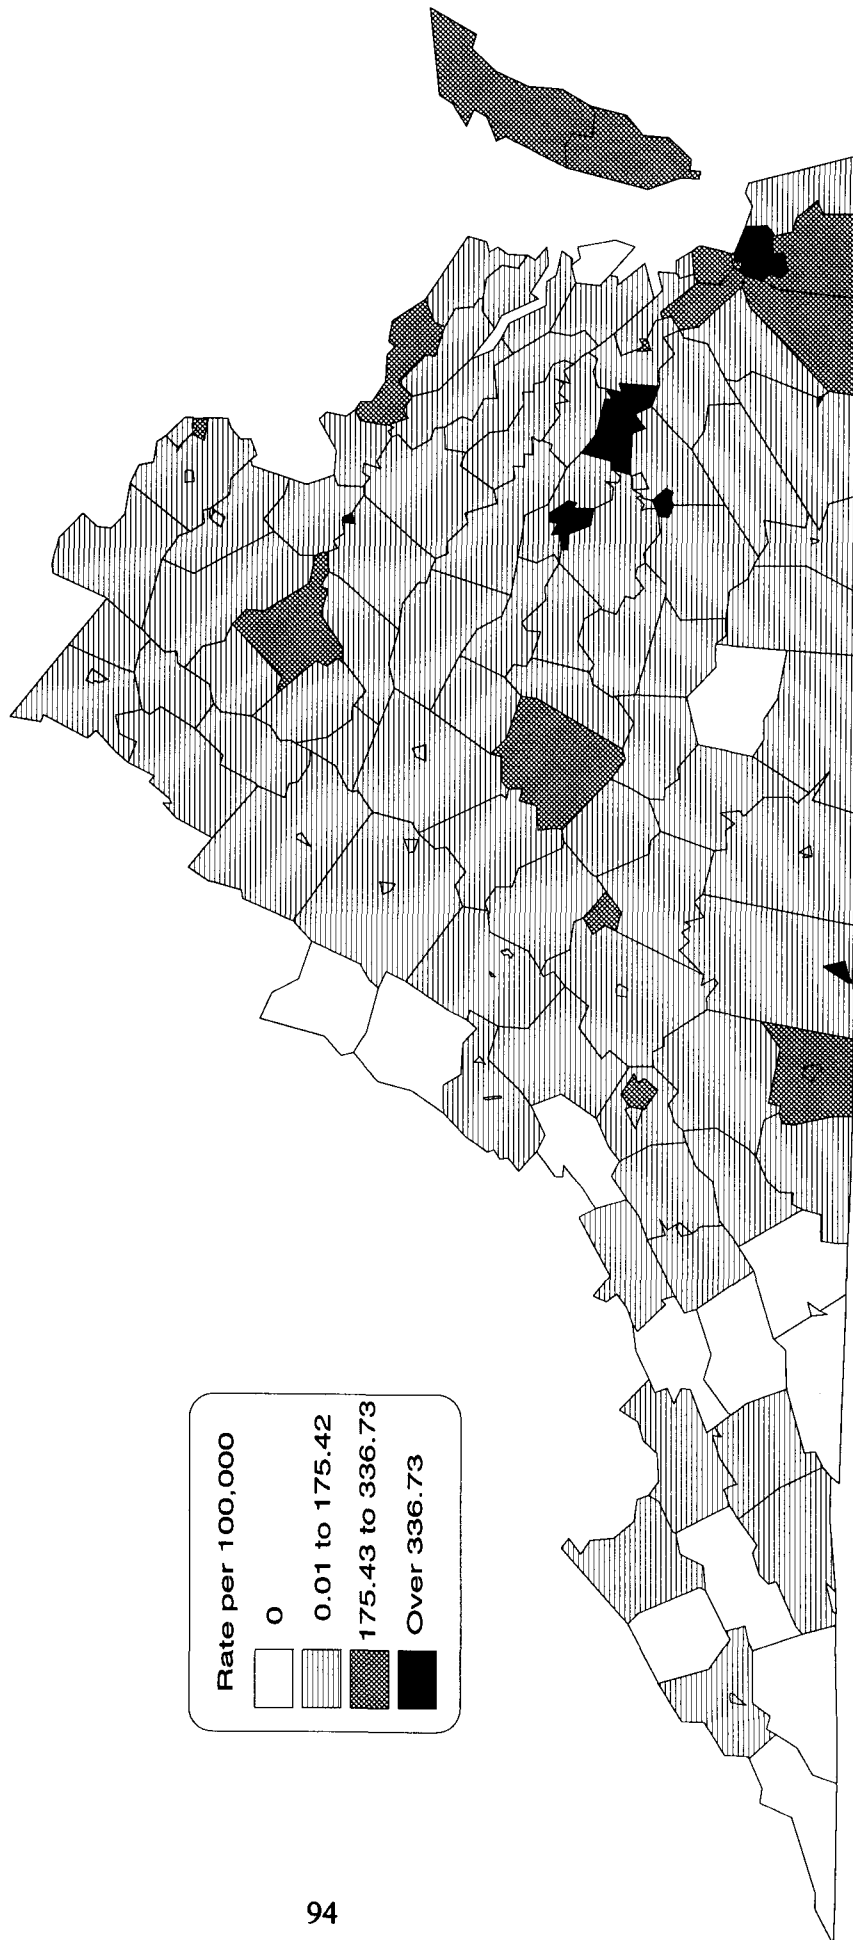 Rate per 100,000
0
0.01 to 175.42
175.43 to 336.73
Over 336.73
94